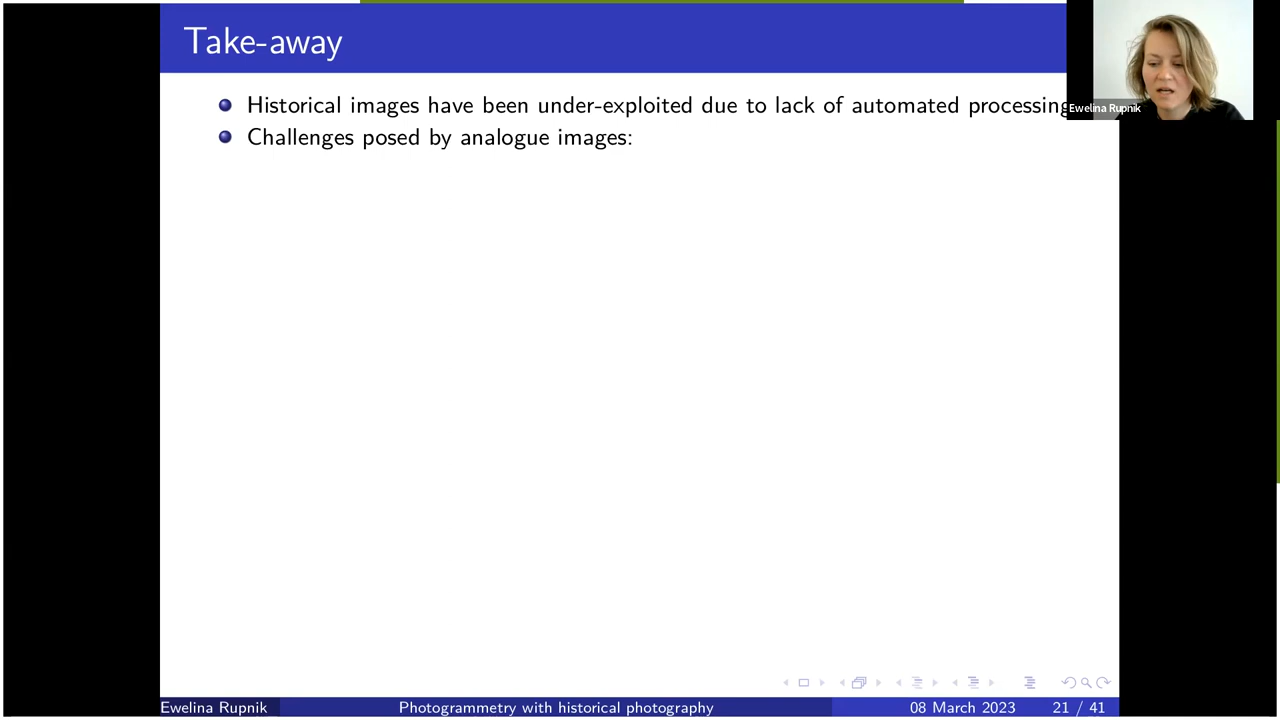 Take-away
Historical images have been under-exploited due to lack of automated processing
Challenges posed by analogue images:
Ewelina Rupnik
Ewelina Rupnik
Photogrammetry with historical photography
08 March 2023
21 / 41